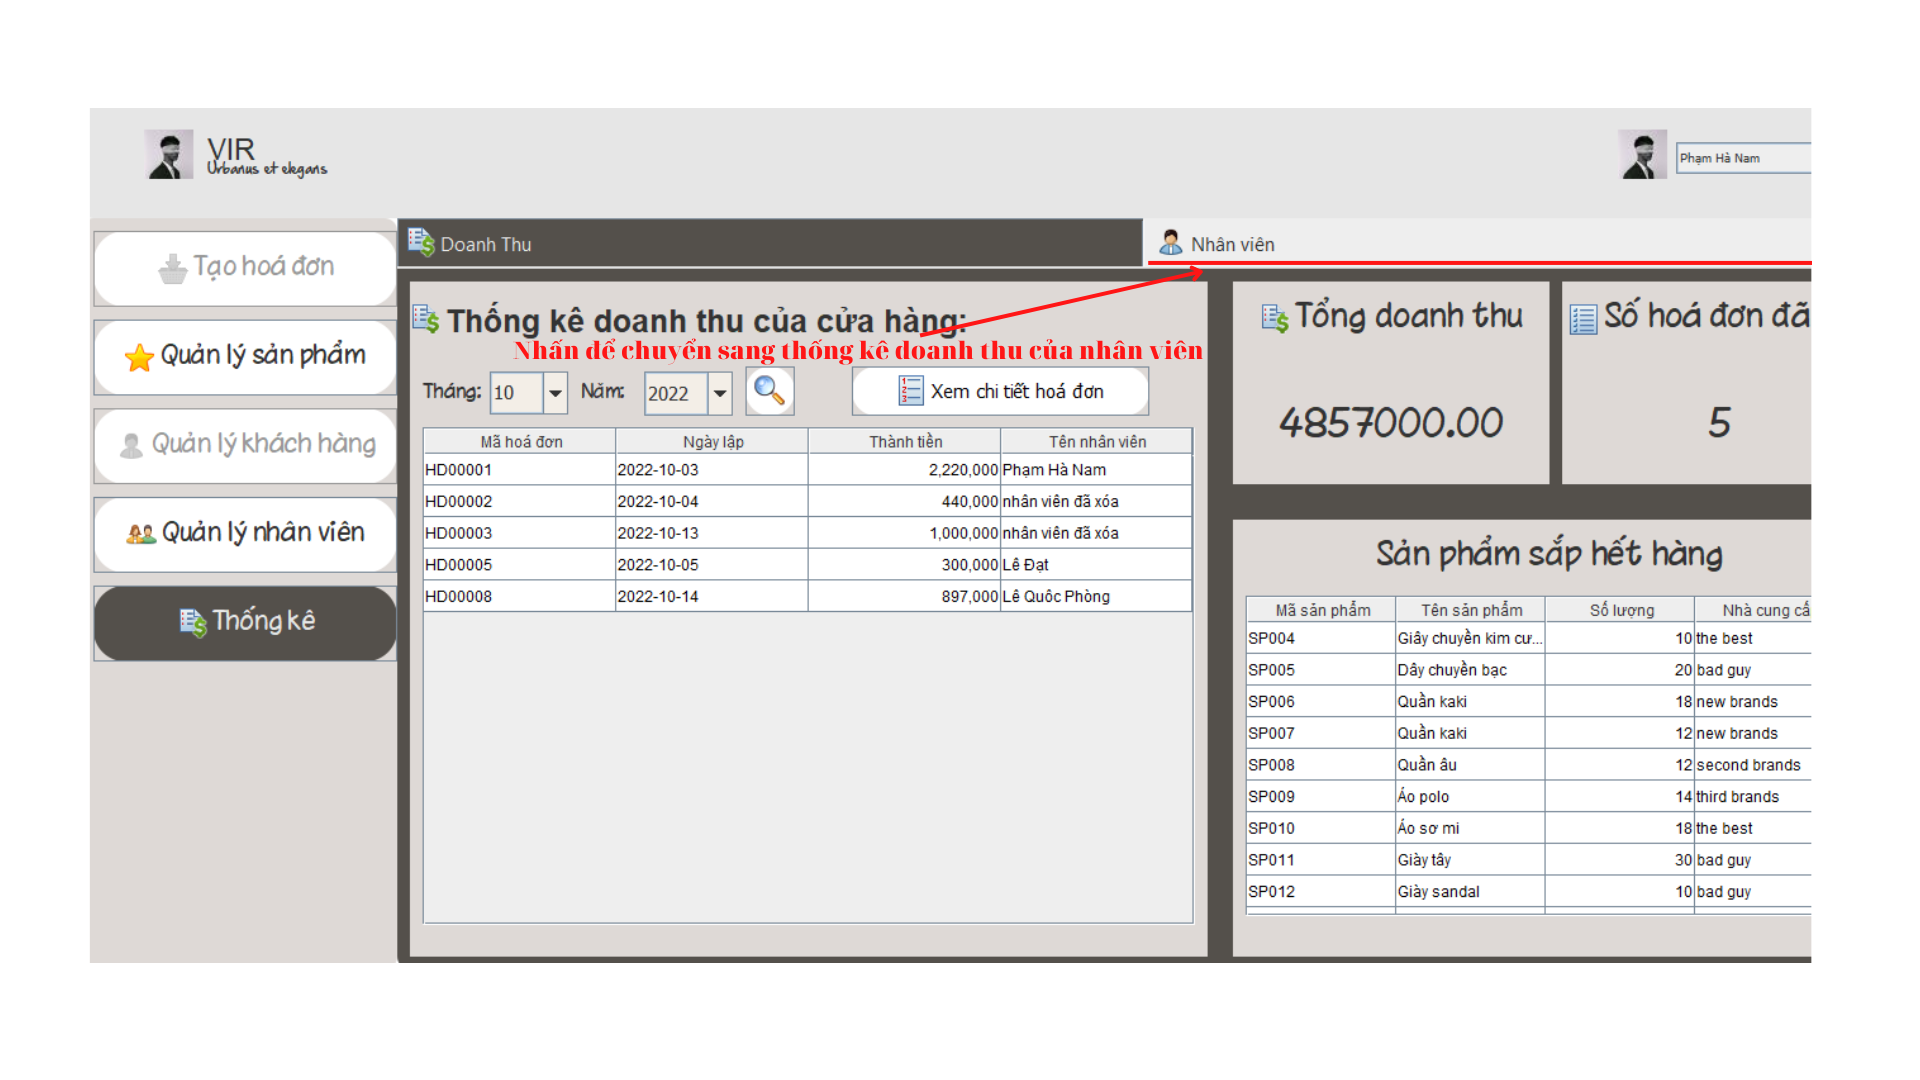 VIR
Urbanus et elegans
Phạm Hà Nam
Tạo hoá đơn
Quản lý sản phẩm
Quản lý khách hàng
Quản lý nhân viên
Thống kê
Doanh Thu
Nhân viên
Thống kê doanh thu của cửa hàng:
Nhấn để chuyển sang thống kê doanh thu của nhân viên
Tháng: 10 Năm: 2022 Xem chi tiết hoá đơn
Mã hoá đơn Ngày lập Thành tiền Tên nhân viên
HD00001 2022-10-03 2,220,000 Phạm Hà Nam
HD00002 2022-10-04 440,000 nhân viên đã xóa
HD00003 2022-10-13 1,000,000 nhân viên đã xóa
HD00005 2022-10-05 300,000 Lê Đạt
HD00008 2022-10-14 897,000 Lê Quốc Phòng
Tổng doanh thu
4857000.00
Số hoá đơn đã
5
Sản phẩm sắp hết hàng
Mã sản phẩm Tên sản phẩm Số lượng Nhà cung cấ
SP004 Giây chuyền kim cư... 10 the best
SP005 Dây chuyền bạc 20 bad guy
SP006 Quần kaki 18 new brands
SP007 Quần kaki 12 new brands
SP008 Quần âu 12 second brands
SP009 Áo polo 14 third brands
SP010 Áo sơ mi 18 the best
SP011 Giày tây 30 bad guy
SP012 Giày sandal 10 bad guy